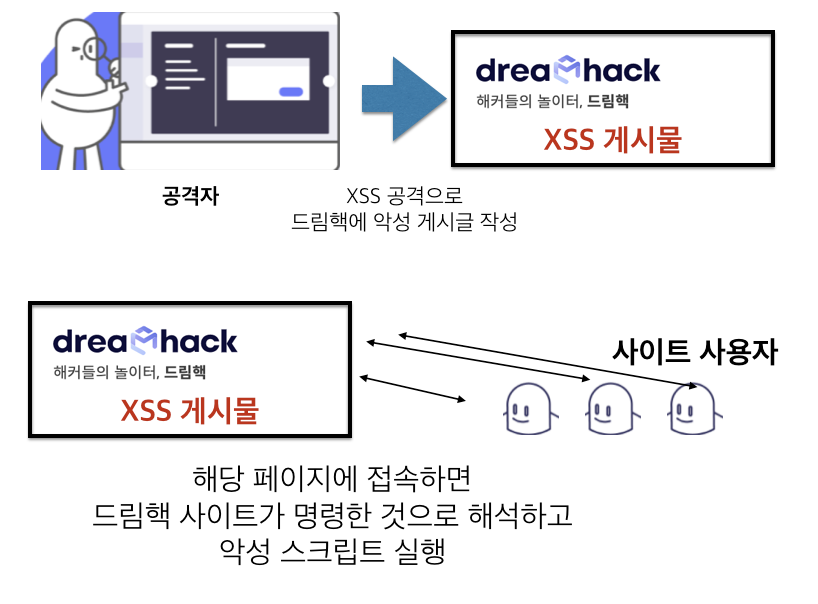 dreamhack
해커들의 놀이터, 드림핵
XSS 게시물
공격자
XSS 공격으로
드림핵에 악성 게시글 작성
dreamhack
해커들의 놀이터, 드림핵
XSS 게시물
사이트 사용자
해당 페이지에 접속하면
드림핵 사이트가 명령한 것으로 해석하고
악성 스크립트 실행